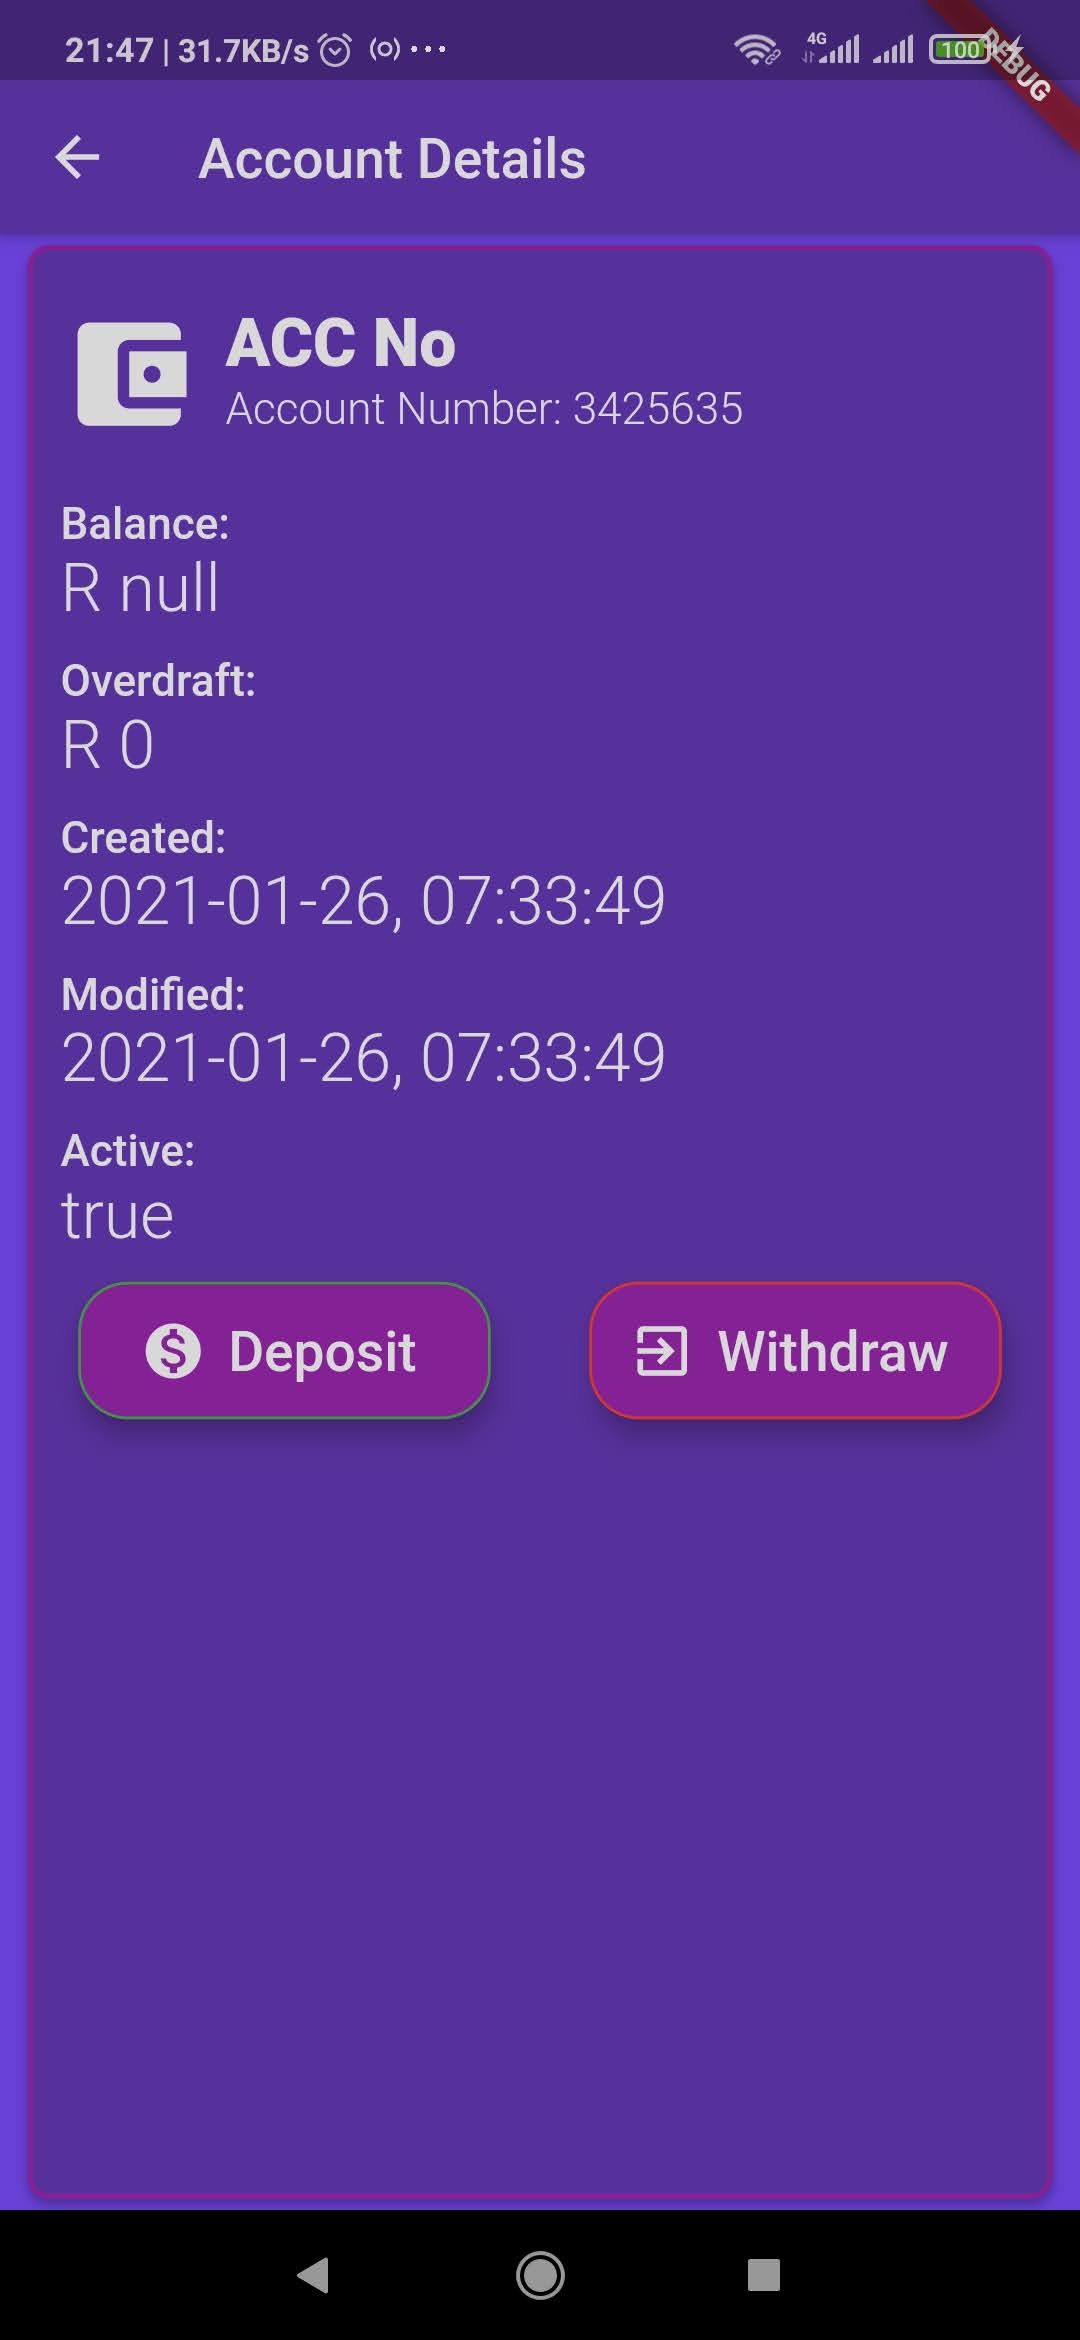 21:47 | 31.7KB/s ...
4G
100
DEBUG
Account Details
ACC No
Account Number: 3425635
Balance:
R null
Overdraft:
R 0
Created:
2021-01-26, 07:33:49
Modified:
2021-01-26, 07:33:49
Active:
true
Deposit
Withdraw